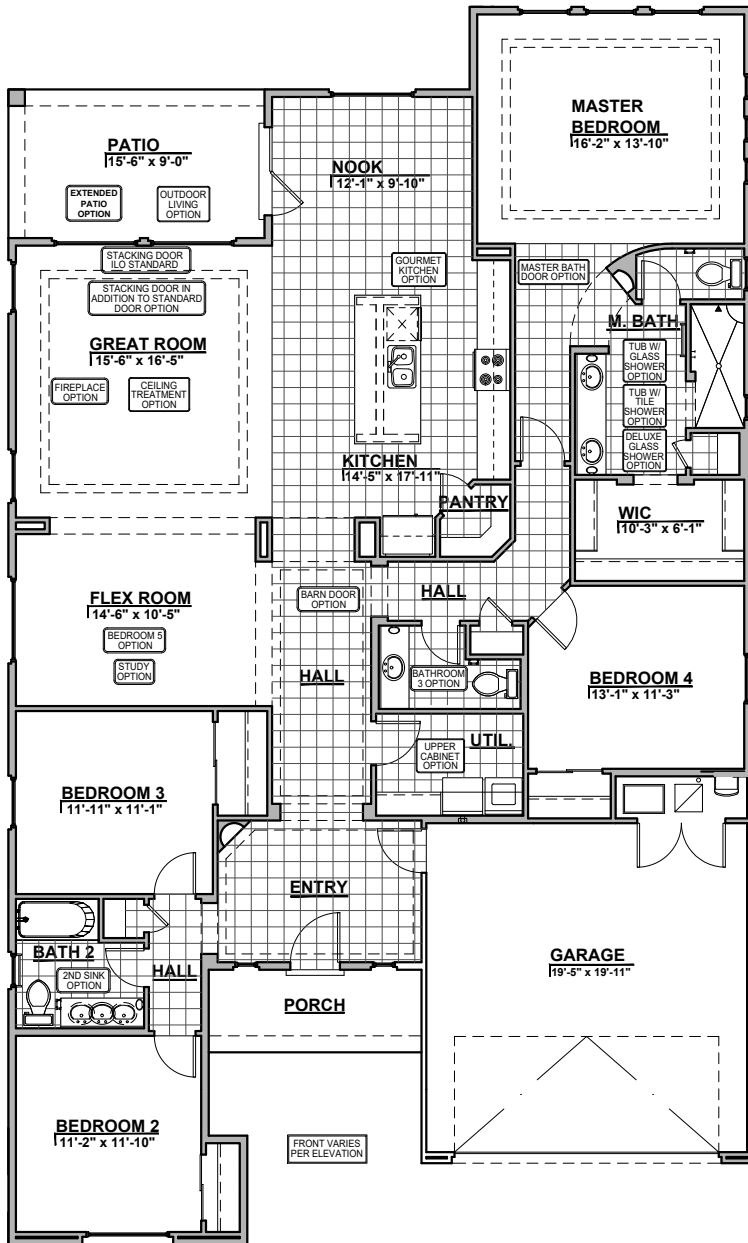 MASTER
BEDROOM
16'-2" x 13'-10"
PATIO
15'-6" x 9'-0"
EXTENDED
PATIO
OPTION
OUTDOOR
LIVING
OPTION
NOOK
12'-1" x 9'-10"
STACKING DOOR
ILO STANDARD
STACKING DOOR IN
ADDITION TO STANDARD
DOOR OPTION
GOURMET
KITCHEN
OPTION
MASTER BATH
DOOR OPTION
GREAT ROOM
15'-6" x 16'-5"
FIREPLACE
OPTION
CEILING
TREATMENT
OPTION
M. BATH
TUB W/
GLASS
SHOWER
OPTION
TUB W/
TILE
SHOWER
OPTION
DELUXE
GLASS
SHOWER
OPTION
KITCHEN
14'-5" x 17'-11"
PANTRY
WIC
10'-3" x 6'-1"
FLEX ROOM
14'-6" x 10'-5"
BEDROOM 5
OPTION
STUDY
OPTION
BARN DOOR
OPTION
HALL
HALL
BATHROOM
3 OPTION
BEDROOM 4
13'-1" x 11'-3"
UTIL.
UPPER
CABINET
OPTION
BEDROOM 3
11'-11" x 11'-1"
ENTRY
BATH 2
2ND SINK
OPTION
HALL
GARAGE
19'-5" x 19'-11"
PORCH
BEDROOM 2
11'-2" x 11'-10"
FRONT VARIES
PER ELEVATION